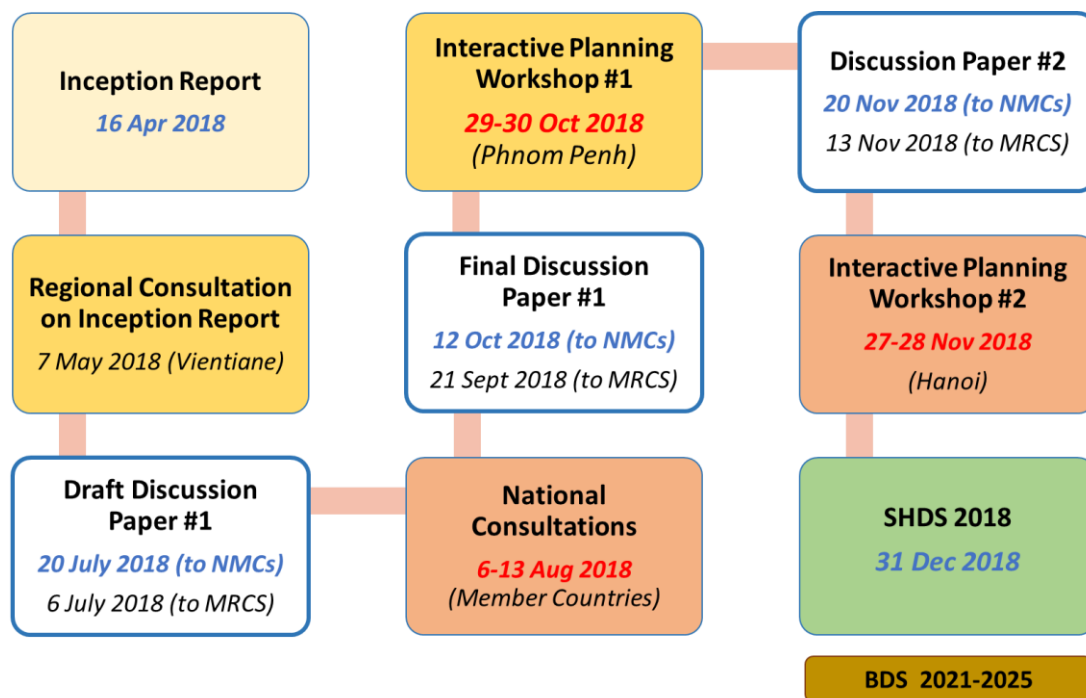 Inception Report
16 Apr 2018
Regional Consultation
on Inception Report
7 May 2018 (Vientiane)
Draft Discussion
Paper #1
20 July 2018 (to NMCs)
6 July 2018 (to MRCS)
National
Consultations
6-13 Aug 2018
(Member Countries)
Final Discussion
Paper #1
12 Oct 2018 (to NMCs)
21 Sept 2018 (to MRCS)
Interactive Planning
Workshop #1
29-30 Oct 2018
(Phnom Penh)
Discussion Paper #2
20 Nov 2018 (to NMCs)
13 Nov 2018 (to MRCS)
Interactive Planning
Workshop #2
27-28 Nov 2018
(Hanoi)
SHDS 2018
31 Dec 2018
BDS 2021-2025